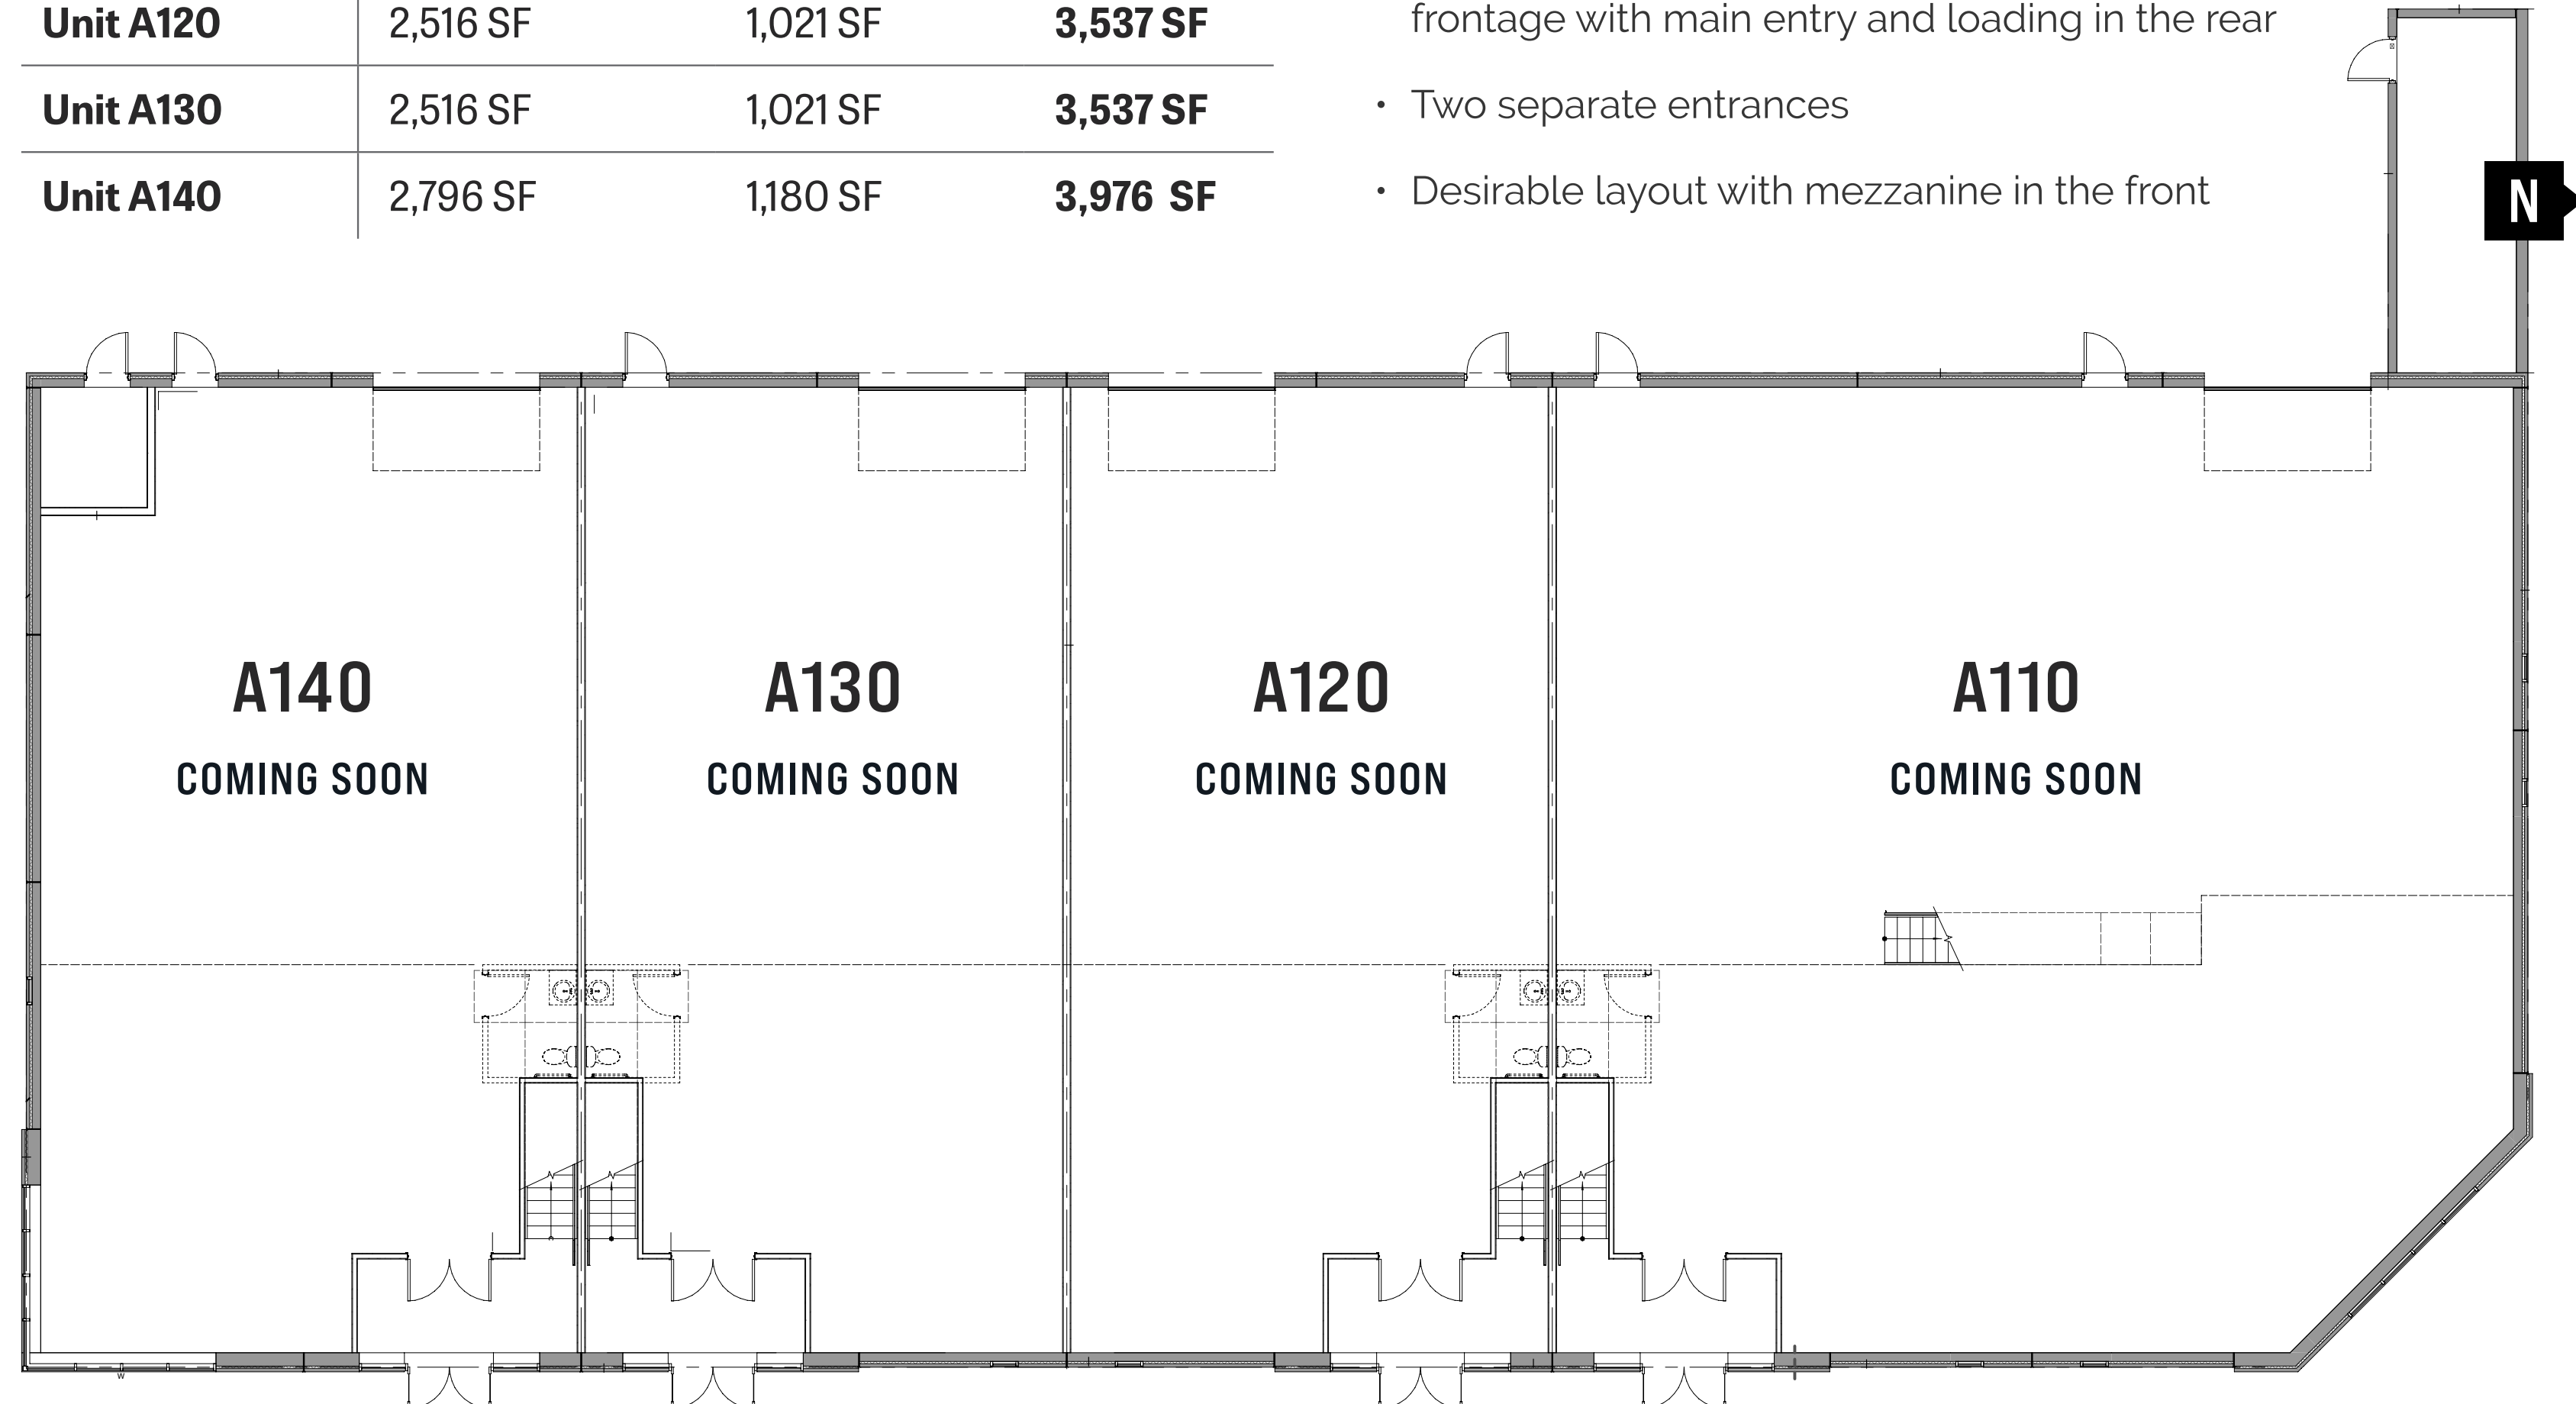 Unit A120 2,516 SF 1,021 SF 3,537 SF
Unit A130 2,516 SF 1,021 SF 3,537 SF
Unit A140 2,796 SF 1,180 SF 3,976 SF
frontage with main entry and loading in the rear
• Two separate entrances
• Desirable layout with mezzanine in the front
N
A140
COMING SOON
A130
COMING SOON
A120
COMING SOON
A110
COMING SOON
W